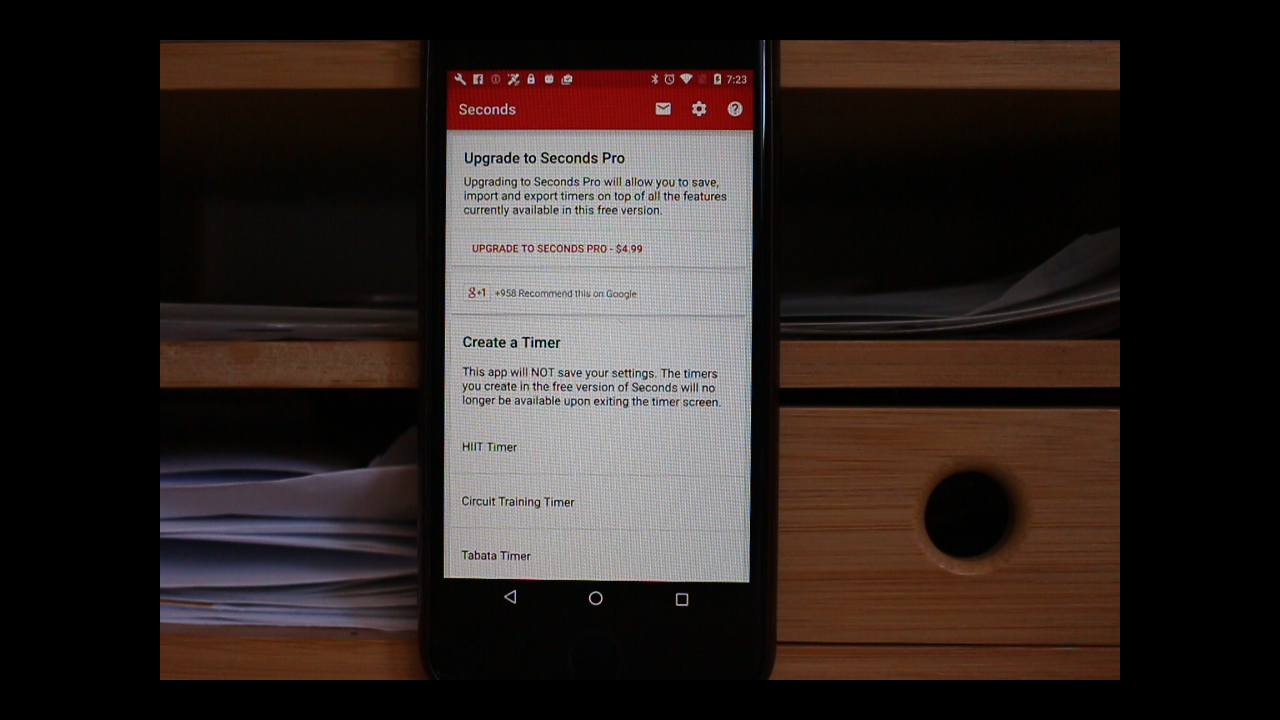 7:23
Seconds
Upgrade to Seconds Pro
Upgrading to Seconds Pro will allow you to save,
import and export timers on top of all the features
currently available in this free version.
UPGRADE TO SECONDS PRO - $4.99
g+1 +958 Recommend this on Google
Create a Timer
This app will NOT save your settings. The timers
you create in the free version of Seconds will no
longer be available upon exiting the timer screen.
HIIT Timer
Circuit Training Timer
Tabata Timer